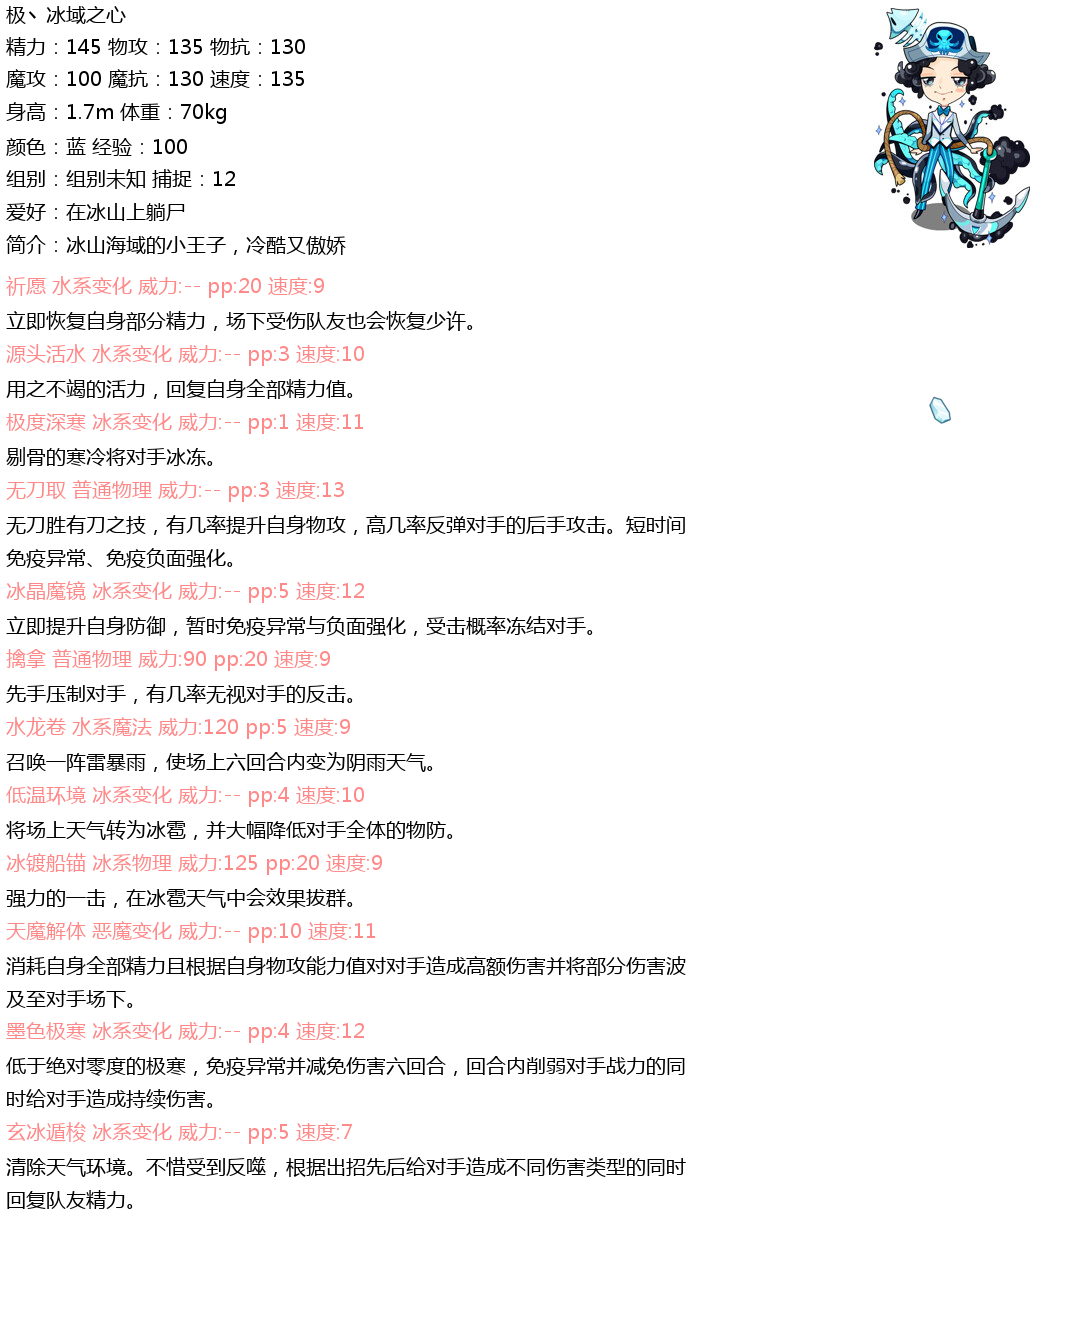 极丶冰域之心
精力：145 物攻：135 物抗：130
魔攻：100 魔抗：130 速度：135
身高：1.7m 体重：70kg
颜色：蓝 经验：100
组别：组别未知 捕捉：12
爱好：在冰山上躺尸
简介：冰山海域的小王子，冷酷又傲娇
祈愿 水系变化 威力:-- pp:20 速度:9
立即恢复自身部分精力，场下受伤队友也会恢复少许。
源头活水 水系变化 威力:-- pp:3 速度:10
用之不竭的活力，回复自身全部精力值。
极度深寒 冰系变化 威力:-- pp:1 速度:11
剔骨的寒冷将对手冰冻。
无刀取 普通物理 威力:-- pp:3 速度:13
无刀胜有刀之技，有几率提升自身物攻，高几率反弹对手的后手攻击。短时间
免疫异常、免疫负面强化。
冰晶魔镜 冰系变化 威力:-- pp:5 速度:12
立即提升自身防御，暂时免疫异常与负面强化，受击概率冻结对手。
擒拿 普通物理 威力:90 pp:20 速度:9
先手压制对手，有几率无视对手的反击。
水龙卷 水系魔法 威力:120 pp:5 速度:9
召唤一阵雷暴雨，使场上六回合内变为阴雨天气。
低温环境 冰系变化 威力:-- pp:4 速度:10
将场上天气转为冰雹，并大幅降低对手全体的物防。
冰镀船锚 冰系物理 威力:125 pp:20 速度:9
强力的一击，在冰雹天气中会效果拔群。
天魔解体 恶魔变化 威力:-- pp:10 速度:11
消耗自身全部精力且根据自身物攻能力值对对手造成高额伤害并将部分伤害波
及至对手场下。
墨色极寒 冰系变化 威力:-- pp:4 速度:12
低于绝对零度的极寒，免疫异常并减免伤害六回合，回合内削弱对手战力的同
时给对手造成持续伤害。
玄冰遁梭 冰系变化 威力:-- pp:5 速度:7
清除天气环境。不惜受到反噬，根据出招先后给对手造成不同伤害类型的同时
回复队友精力。